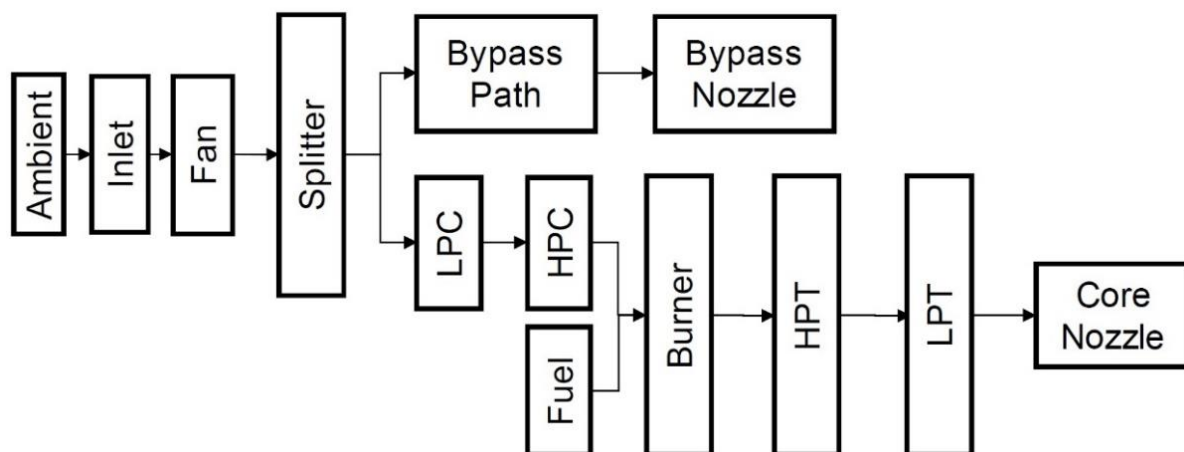 Ambient
Inlet
Fan
Splitter
Bypass
Path
Bypass
Nozzle
LPC
HPC
Fuel
Burner
HPT
LPT
Core
Nozzle